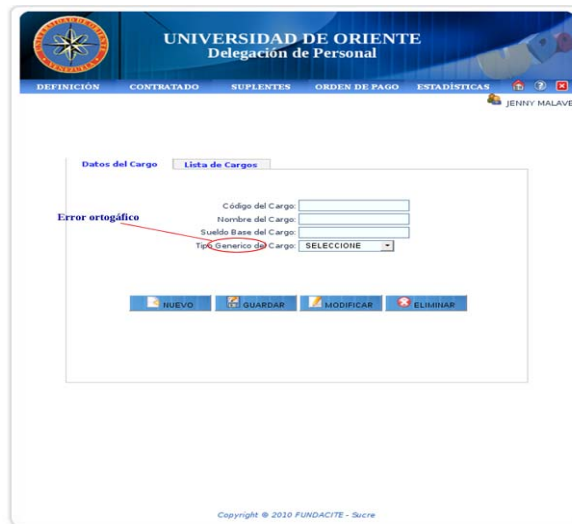 UNIVERSIDAD DE ORIENTE
Delegación de Personal
DEFINICIÓN CONTRATADO SUPLENTES ORDEN DE PAGO ESTADÍSTICAS
JENNY MALAVE
Datos del Cargo Lista de Cargos
Código del Cargo:
Error ortogáfico
Nombre del Cargo:
Sueldo Base del Cargo:
Tipo Generico del Cargo: SELECCIONE
NUEVO GUARDAR MODIFICAR ELIMINAR
Copyright © 2010 FUNDACITE - Sucre